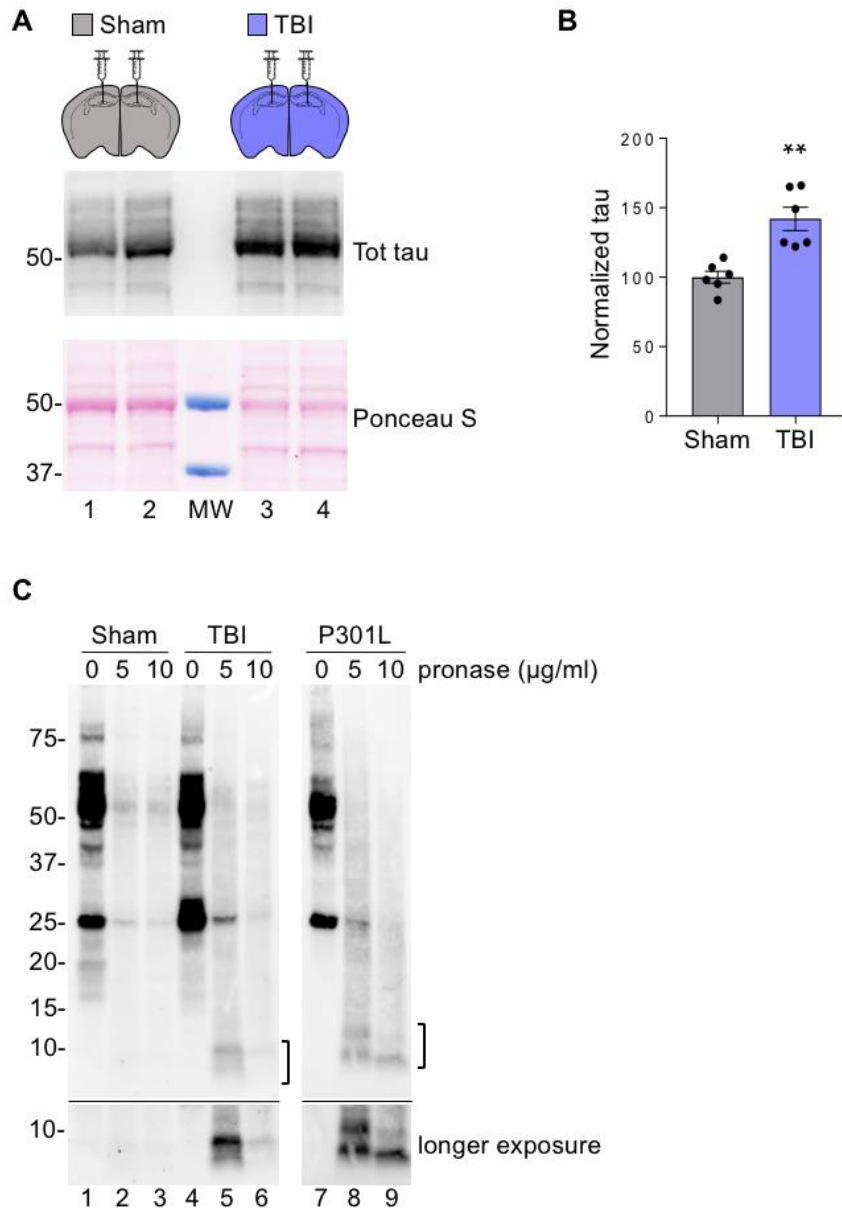 A
Sham
TBI
50-
Tot tau
50-
Ponceau S
37-
1 2 MW 3 4
B
Normalized tau
200
150
100
50
0
**
Sham TBI
C
Sham TBI P301L
0 5 10 0 5 10 0 5 10 pronase (µg/ml)
75-
50-
37-
25-
20-
15-
10-
10-
longer exposure
1 2 3 4 5 6 7 8 9